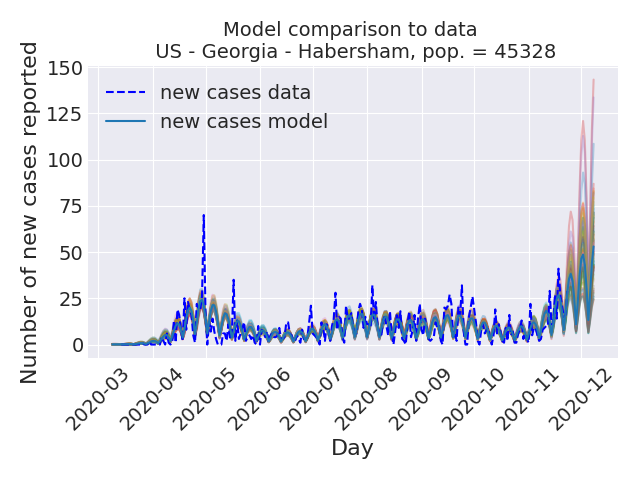 Model comparison to data
US - Georgia - Habersham, pop. = 45328
Number of new cases reported
150
125
100
75
50
25
0
new cases data
new cases model
2020-03
2020-04
2020-05
2020-06
2020-07
2020-08
2020-09
2020-10
2020-11
2020-12
Day